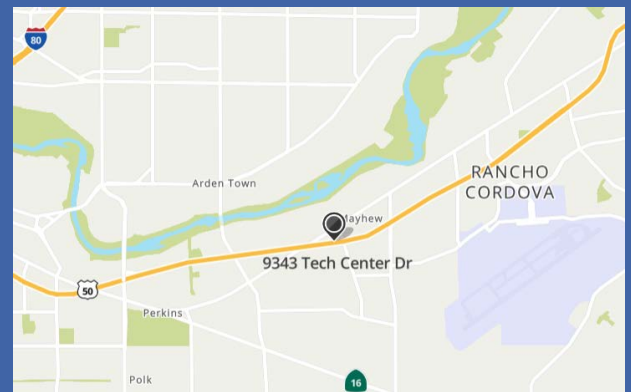 80
RANCHO
CORDOVA
Arden Town
Mayhew
9343 Tech Center Dr
50
Perkins
Polk
16